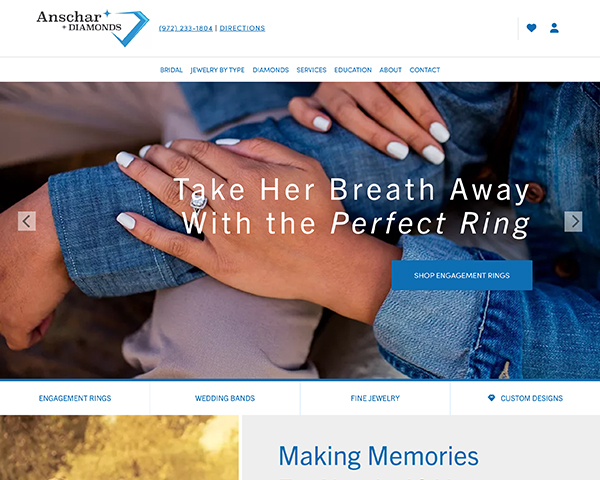 Anschar
DIAMONDS
(972) 233-1804 | DIRECTIONS
BRIDAL JEWELRY BY TYPE DIAMONDS SERVICES EDUCATION ABOUT CONTACT
Take Her Breath Away
With the Perfect Ring
SHOP ENGAGEMENT RINGS
ENGAGEMENT RINGS WEDDING BANDS FINE JEWELRY CUSTOM DESIGNS
Making Memories